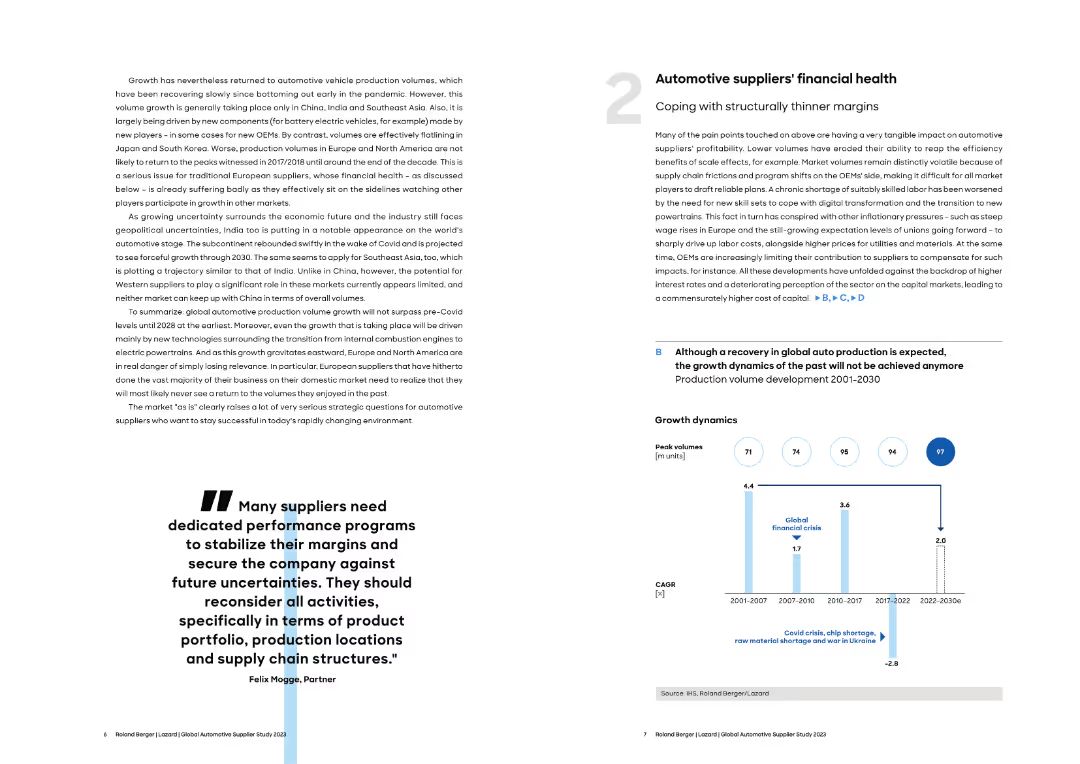 Growth has nevertheless returned to automotive vehicle production volumes, which
have been recovering slowly since bottoming out early in the pandemic. However, this
volume growth is generally taking place only in China, India and Southeast Asia. Also, it is
largely being driven by new components (for battery electric vehicles, for example) made by
new players – in some cases for new OEMs. By contrast, volumes are effectively flatlining in
Japan and South Korea. Worse, production volumes in Europe and North America are not
likely to return to the peaks witnessed in 2017/2018 until around the end of the decade. This is
a serious issue for traditional European suppliers, whose financial health – as discussed
below – is already suffering badly as they effectively sit on the sidelines watching other
players participate in growth in other markets.
As growing uncertainty surrounds the economic future and the industry still faces
geopolitical uncertainties, India too is putting in a notable appearance on the world's
automotive stage. The subcontinent rebounded swiftly in the wake of Covid and is projected
to see forceful growth through 2030. The same seems to apply for Southeast Asia, too, which
is plotting a trajectory similar to that of India. Unlike in China, however, the potential for
Western suppliers to play a significant role in these markets currently appears limited, and
neither market can keep up with China in terms of overall volumes.
To summarize, global automotive production volume growth will not surpass pre-Covid
levels until 2028 at the earliest. Moreover, even the growth that is taking place will be driven
mainly by new technologies surrounding the transition from internal combustion engines to
electric powertrains. And as this growth gravitates eastward, Europe and North America are
in real danger of simply losing relevance. In particular, European suppliers that have hitherto
done the vast majority of their business on their domestic market need to realize that they
will most likely never see a return to the volumes they enjoyed in the past.
The market "as is" clearly raises a lot of very serious strategic questions for automotive
suppliers who want to stay successful in today's rapidly changing environment.
" Many suppliers need
dedicated performance programs
to stabilize their margins and
secure the company against
future uncertainties. They should
reconsider all activities,
specifically in terms of product
portfolio, production locations
and supply chain structures."
Felix Mogge, Partner
6 Roland Berger | Lazard | Global Automotive Supplier Study 2023
2
Automotive suppliers' financial health
Coping with structurally thinner margins
Many of the pain points touched on above are having a very tangible impact on automotive
suppliers' profitability. Lower volumes have eroded their ability to reap the efficiency
benefits of scale effects, for example. Market volumes remain distinctly volatile because of
supply chain frictions and program shifts on the OEMs' side, making it difficult for all market
players to draft reliable plans. A chronic shortage of suitably skilled labor has been worsened
by the need for new skill sets to cope with digital transformation and the transition to new
powertrains. This fact in turn has conspired with other inflationary pressures – such as steep
wage rises in Europe and the still-growing expectation levels of unions going forward – to
sharply drive up labor costs, alongside higher prices for utilities and materials. At the same
time, OEMs are increasingly limiting their contribution to suppliers to compensate for such
impacts, for instance. All these developments have unfolded against the backdrop of higher
interest rates and a deteriorating perception of the sector on the capital markets, leading to
a commensurately higher cost of capital. ▶ B, ▶ C, ▶ D
B Although a recovery in global auto production is expected,
the growth dynamics of the past will not be achieved anymore
Production volume development 2001-2030
Growth dynamics
Peak volumes
[m units]
71 74 95 94 97
4.4
3.6
Global
financial crisis
1.7
2.0
CAGR
[%]
2001-2007 2007-2010 2010-2017 2017-2022 2022-2030e
Covid crisis, chip shortage,
raw material shortage and war in Ukraine
-2.8
Source: IHS, Roland Berger/Lazard
7 Roland Berger | Lazard | Global Automotive Supplier Study 2023